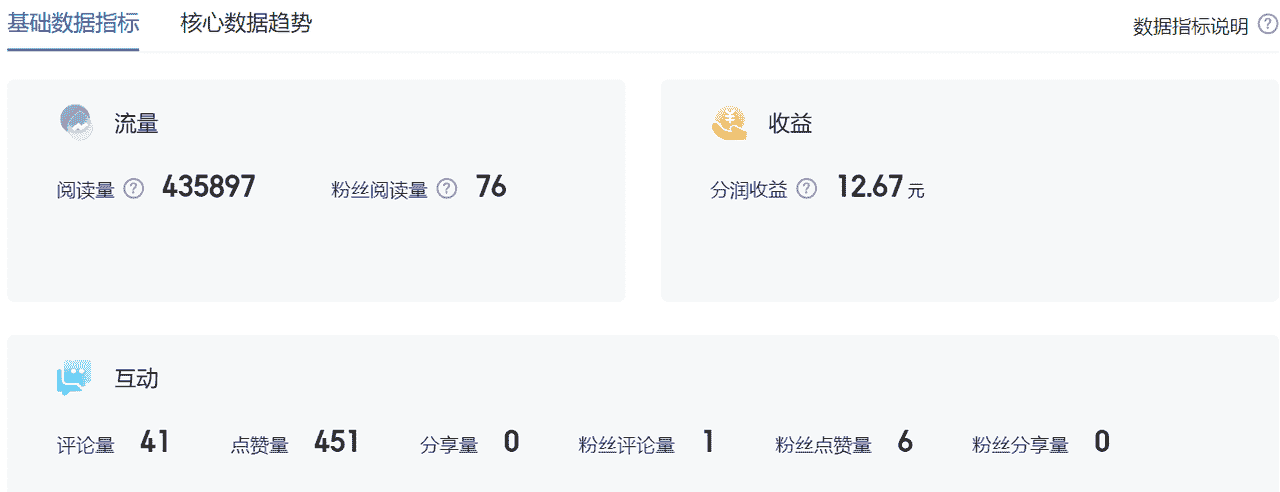 基础数据指标 核心数据趋势 数据指标说明 ?
流量
阅读量 ? 435897 粉丝阅读量 ? 76
¥ 收益
分润收益 ? 12.67 元
互动
评论量 41 点赞量 451 分享量 0 粉丝评论量 1 粉丝点赞量 6 粉丝分享量 0